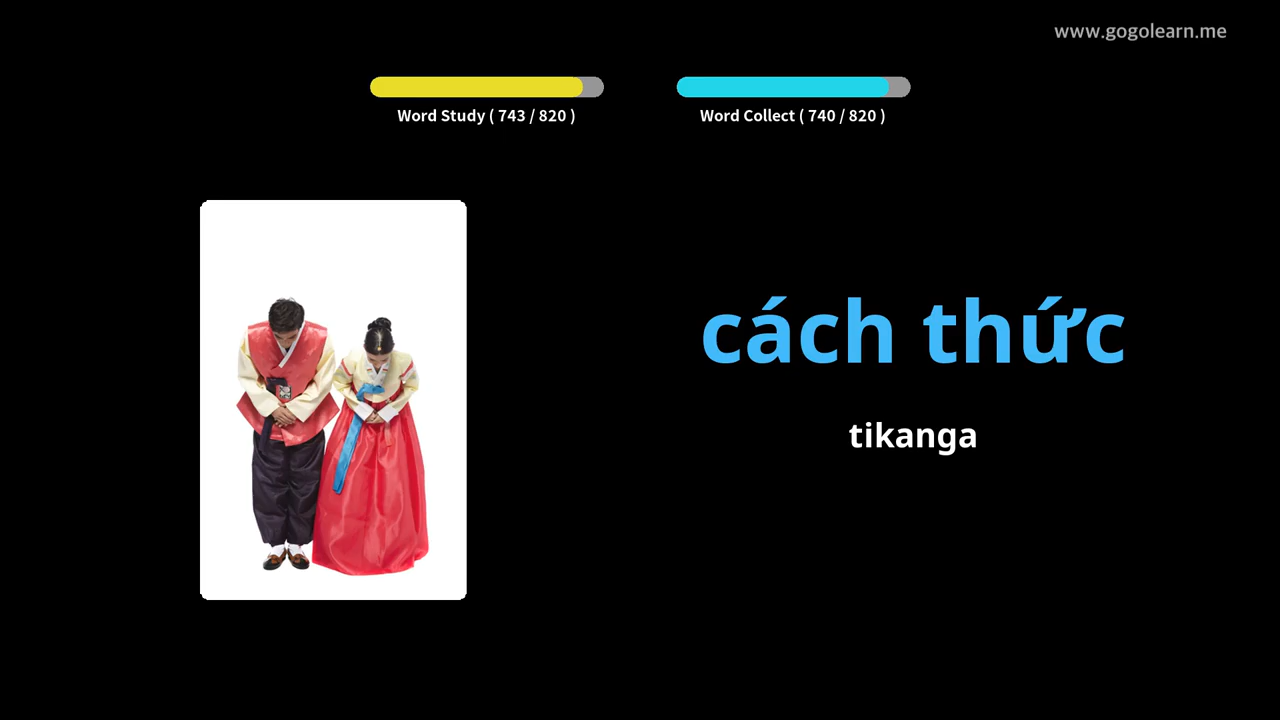 www.gogolearn.me
Word Study ( 743 / 820 )
Word Collect ( 740 / 820 )
cách thức
tikanga